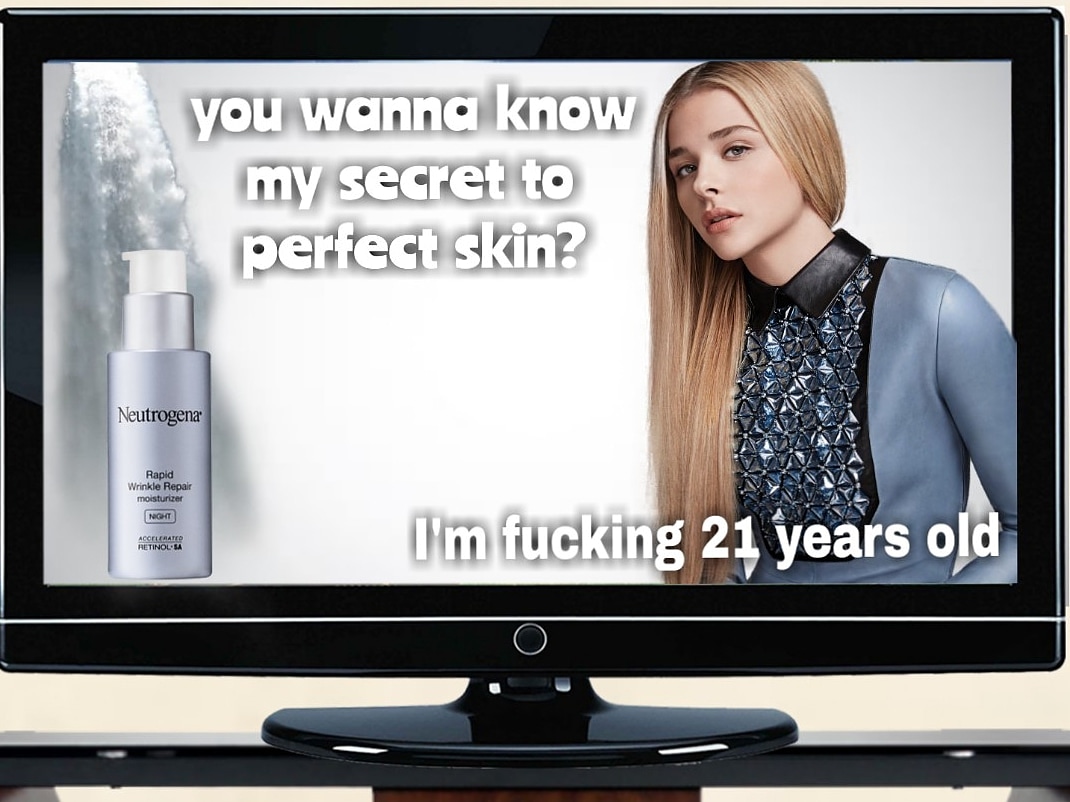 you wanna know
my secret to
perfect skin?
Neutrogena®
Rapid
Wrinkle Repair
moisturizer
NIGHT
ACCELERATED
RETINOL·SA
I'm fucking 21 years old